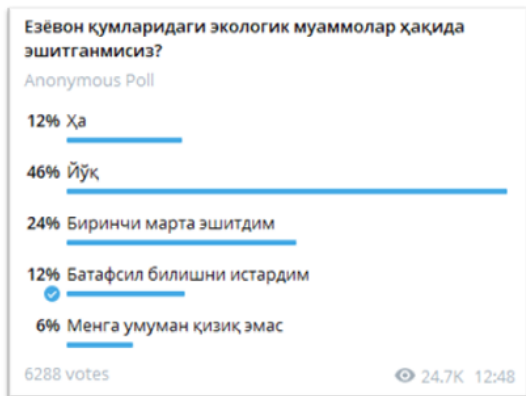 Езёвон қумларидаги экологик муаммолар ҳақида
эшитганмисиз?
Anonymous Poll
12% Ҳа
46% Йўқ
24% Биринчи марта эшитдим
12% Батафсил билишни истардим
6% Менга умуман қизиқ эмас
6288 votes 24.7K 12:48